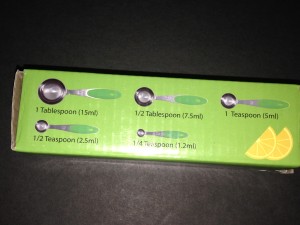 1 Tablespoon (15ml)
1/2 Tablespoon (7.5ml)
1 Teaspoon (5ml)
1/2 Teaspoon (2.5ml)
1/4 Teaspoon (1.2ml)